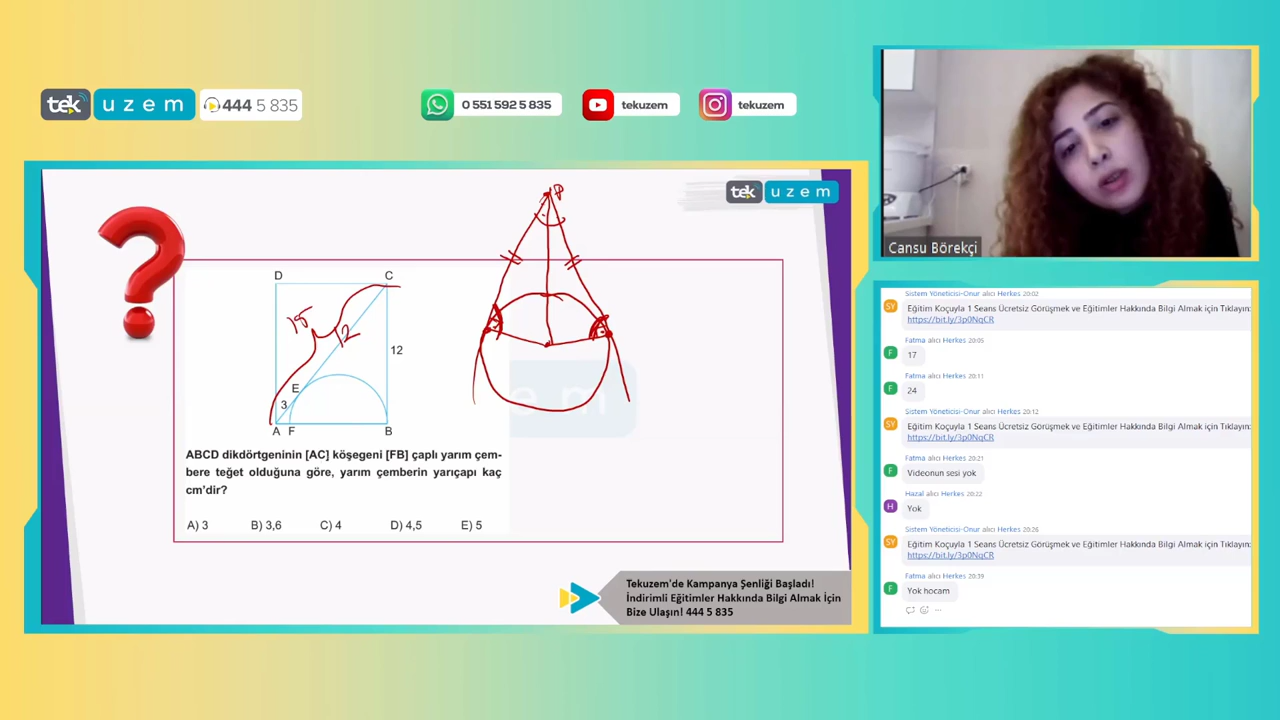 tek uzem 444 5 835
0 551 592 5 835
tekuzem
tekuzem
Cansu Börekçi
tek uzem
P
D C
15
12
12
E
3
A F B
e m
ABCD dikdörtgeninin [AC] köşegeni [FB] çaplı yarım çem-
bere teğet olduğuna göre, yarım çemberin yarıçapı kaç
cm'dir?
A) 3 B) 3,6 C) 4 D) 4,5 E) 5
Tekuzem'de Kampanya Şenliği Başladı!
İndirimli Eğitimler Hakkında Bilgi Almak İçin
Bize Ulaşın! 444 5 835
Sistem Yöneticisi-Onur alıcı Herkes 20:02
SY
Eğitim Koçuyla 1 Seans Ücretsiz Görüşmek ve Eğitimler Hakkında Bilgi Almak için Tıklayın:
https://bit.ly/3p0NqCR
Fatma alıcı Herkes 20:05
F 17
Fatma alıcı Herkes 20:11
F 24
Sistem Yöneticisi-Onur alıcı Herkes 20:12
SY
Eğitim Koçuyla 1 Seans Ücretsiz Görüşmek ve Eğitimler Hakkında Bilgi Almak için Tıklayın:
https://bit.ly/3p0NqCR
Fatma alıcı Herkes 20:21
F Videonun sesi yok
Hazal alıcı Herkes 20:22
H Yok
Sistem Yöneticisi-Onur alıcı Herkes 20:26
SY
Eğitim Koçuyla 1 Seans Ücretsiz Görüşmek ve Eğitimler Hakkında Bilgi Almak için Tıklayın:
https://bit.ly/3p0NqCR
Fatma alıcı Herkes 20:39
F Yok hocam